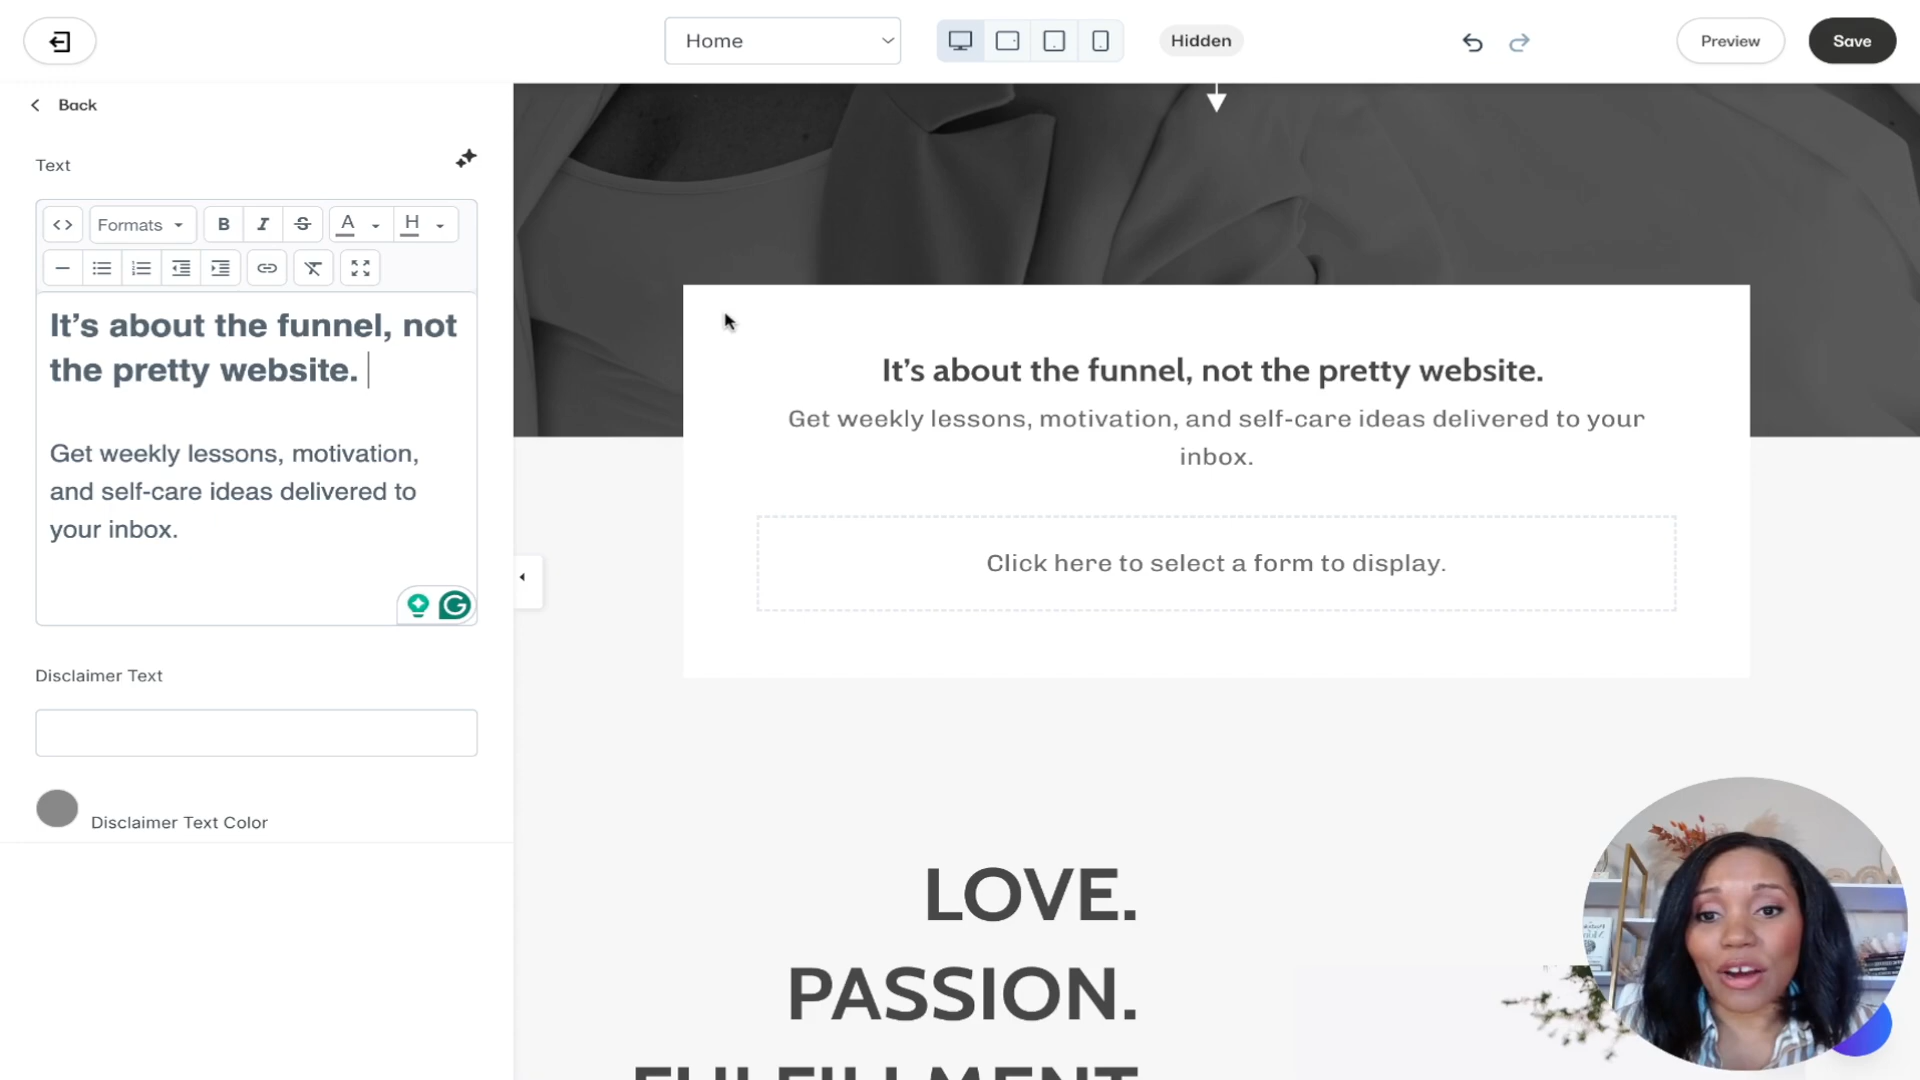 Home
Hidden
Preview
Save
Back
Text
Formats
B I S A H
It’s about the funnel, not
the pretty website.
Get weekly lessons, motivation,
and self-care ideas delivered to
your inbox.
Disclaimer Text
Disclaimer Text Color
It’s about the funnel, not the pretty website.
Get weekly lessons, motivation, and self-care ideas delivered to your
inbox.
Click here to select a form to display.
LOVE.
PASSION.
FULFILLMENT